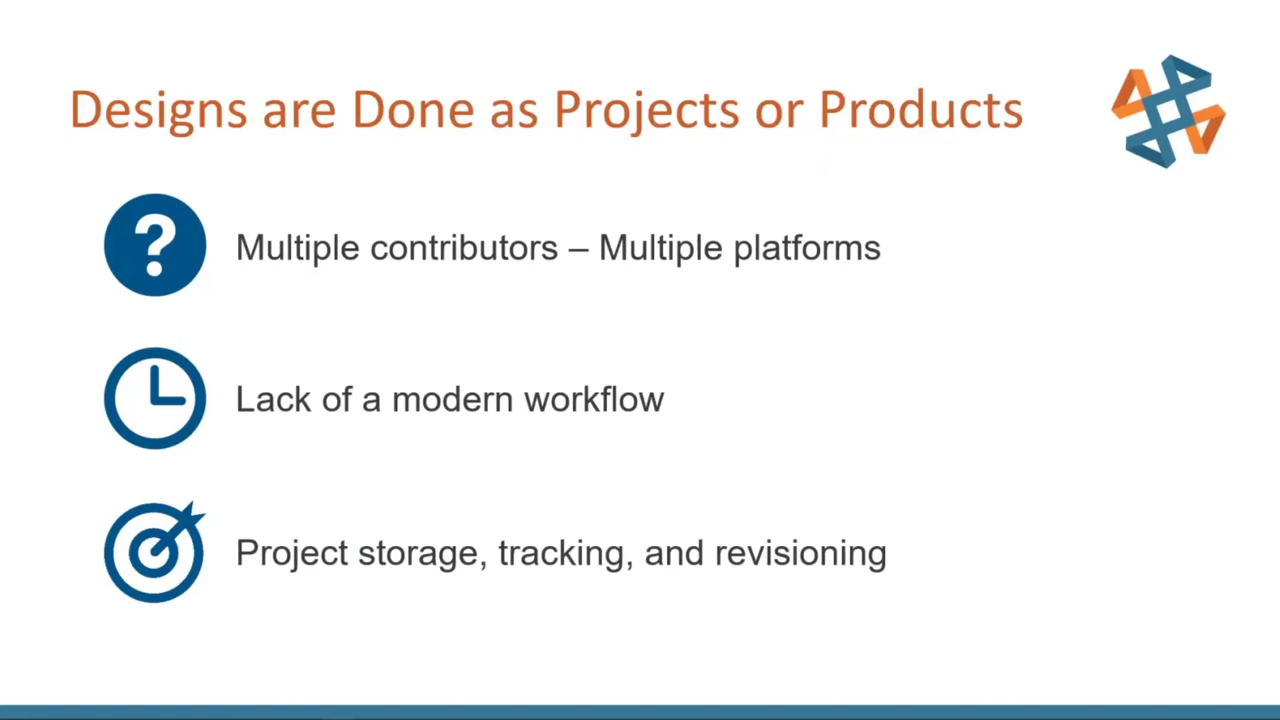 Designs are Done as Projects or Products
Multiple contributors – Multiple platforms
Lack of a modern workflow
Project storage, tracking, and revisioning